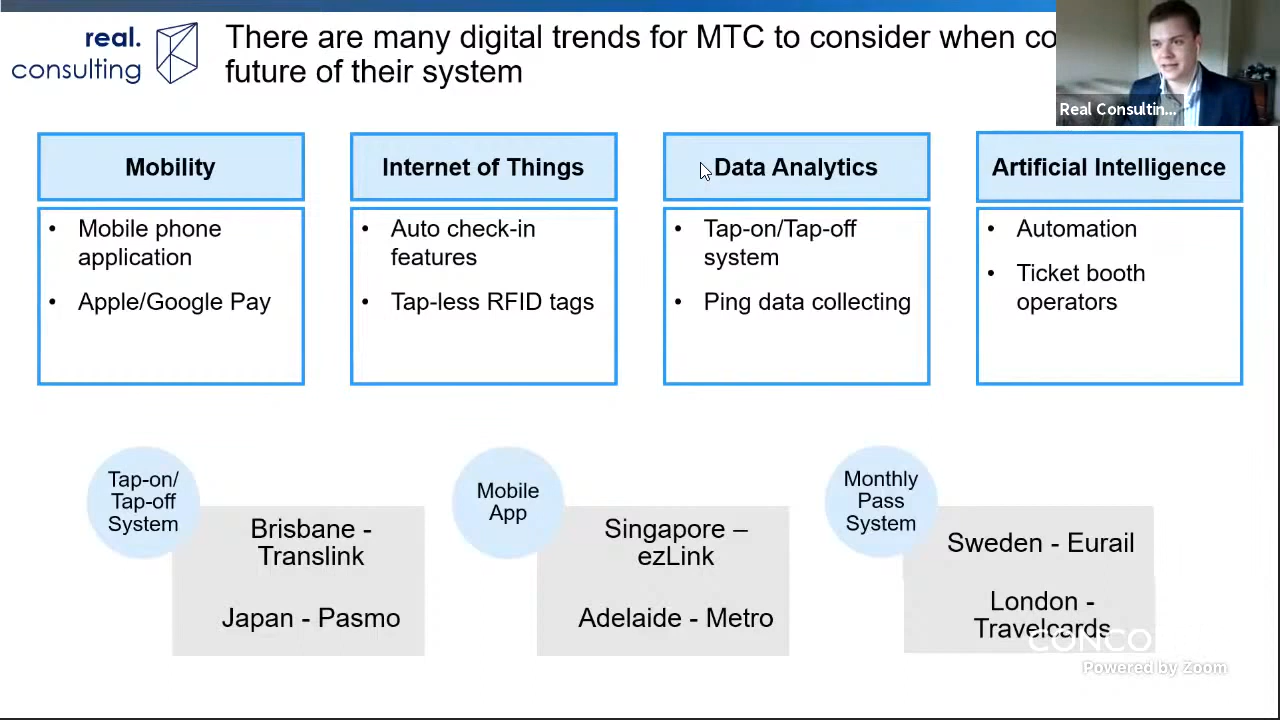 real.
consulting
There are many digital trends for MTC to consider when co
future of their system
Real Consultin...
Mobility
Internet of Things
Data Analytics
Artificial Intelligence
• Mobile phone
application
• Apple/Google Pay
• Auto check-in
features
• Tap-less RFID tags
• Tap-on/Tap-off
system
• Ping data collecting
• Automation
• Ticket booth
operators
Tap-on/
Tap-off
System
Brisbane -
Translink
Japan - Pasmo
Mobile
App
Singapore –
ezLink
Adelaide - Metro
Monthly
Pass
System
Sweden - Eurail
London -
Travelcards
CONCO
Powered by Zoom